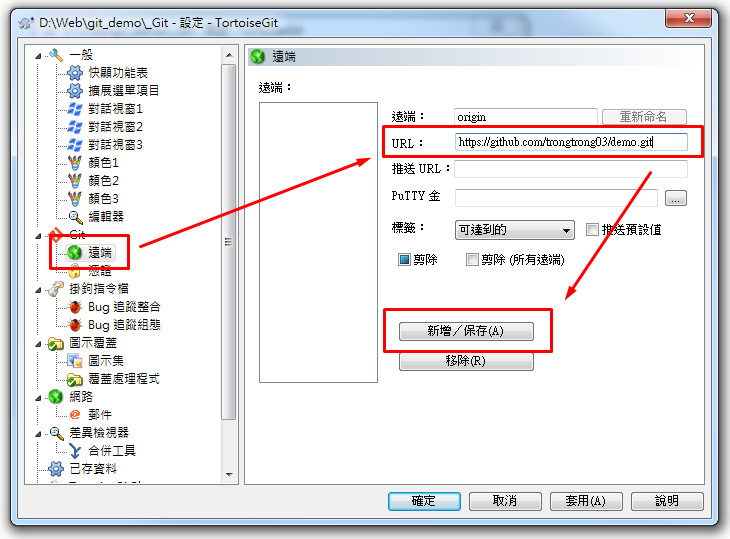 D:\Web\git_demo\_Git - 設定 - TortoiseGit
一般
快顯功能表
擴展選單項目
對話視窗1
對話視窗2
對話視窗3
顏色1
顏色2
顏色3
編輯器
Git
遠端
憑證
掛鉤指令檔
Bug 追蹤整合
Bug 追蹤組態
圖示覆蓋
圖示集
覆蓋處理程式
網路
郵件
差異檢視器
合併工具
已存資料
遠端
遠端：
遠端： origin 重新命名
URL： https://github.com/trongtrong03/demo.git
推送 URL：
PuTTY 金 ...
標籤： 可達到的 推送預設值
剪除 剪除 (所有遠端)
新增／保存(A)
移除(R)
確定 取消 套用(A) 說明